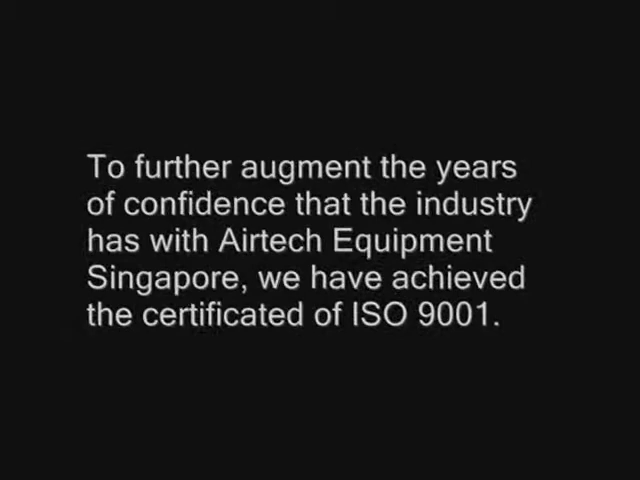 To further augment the years
of confidence that the industry
has with Airtech Equipment
Singapore, we have achieved
the certificated of ISO 9001.